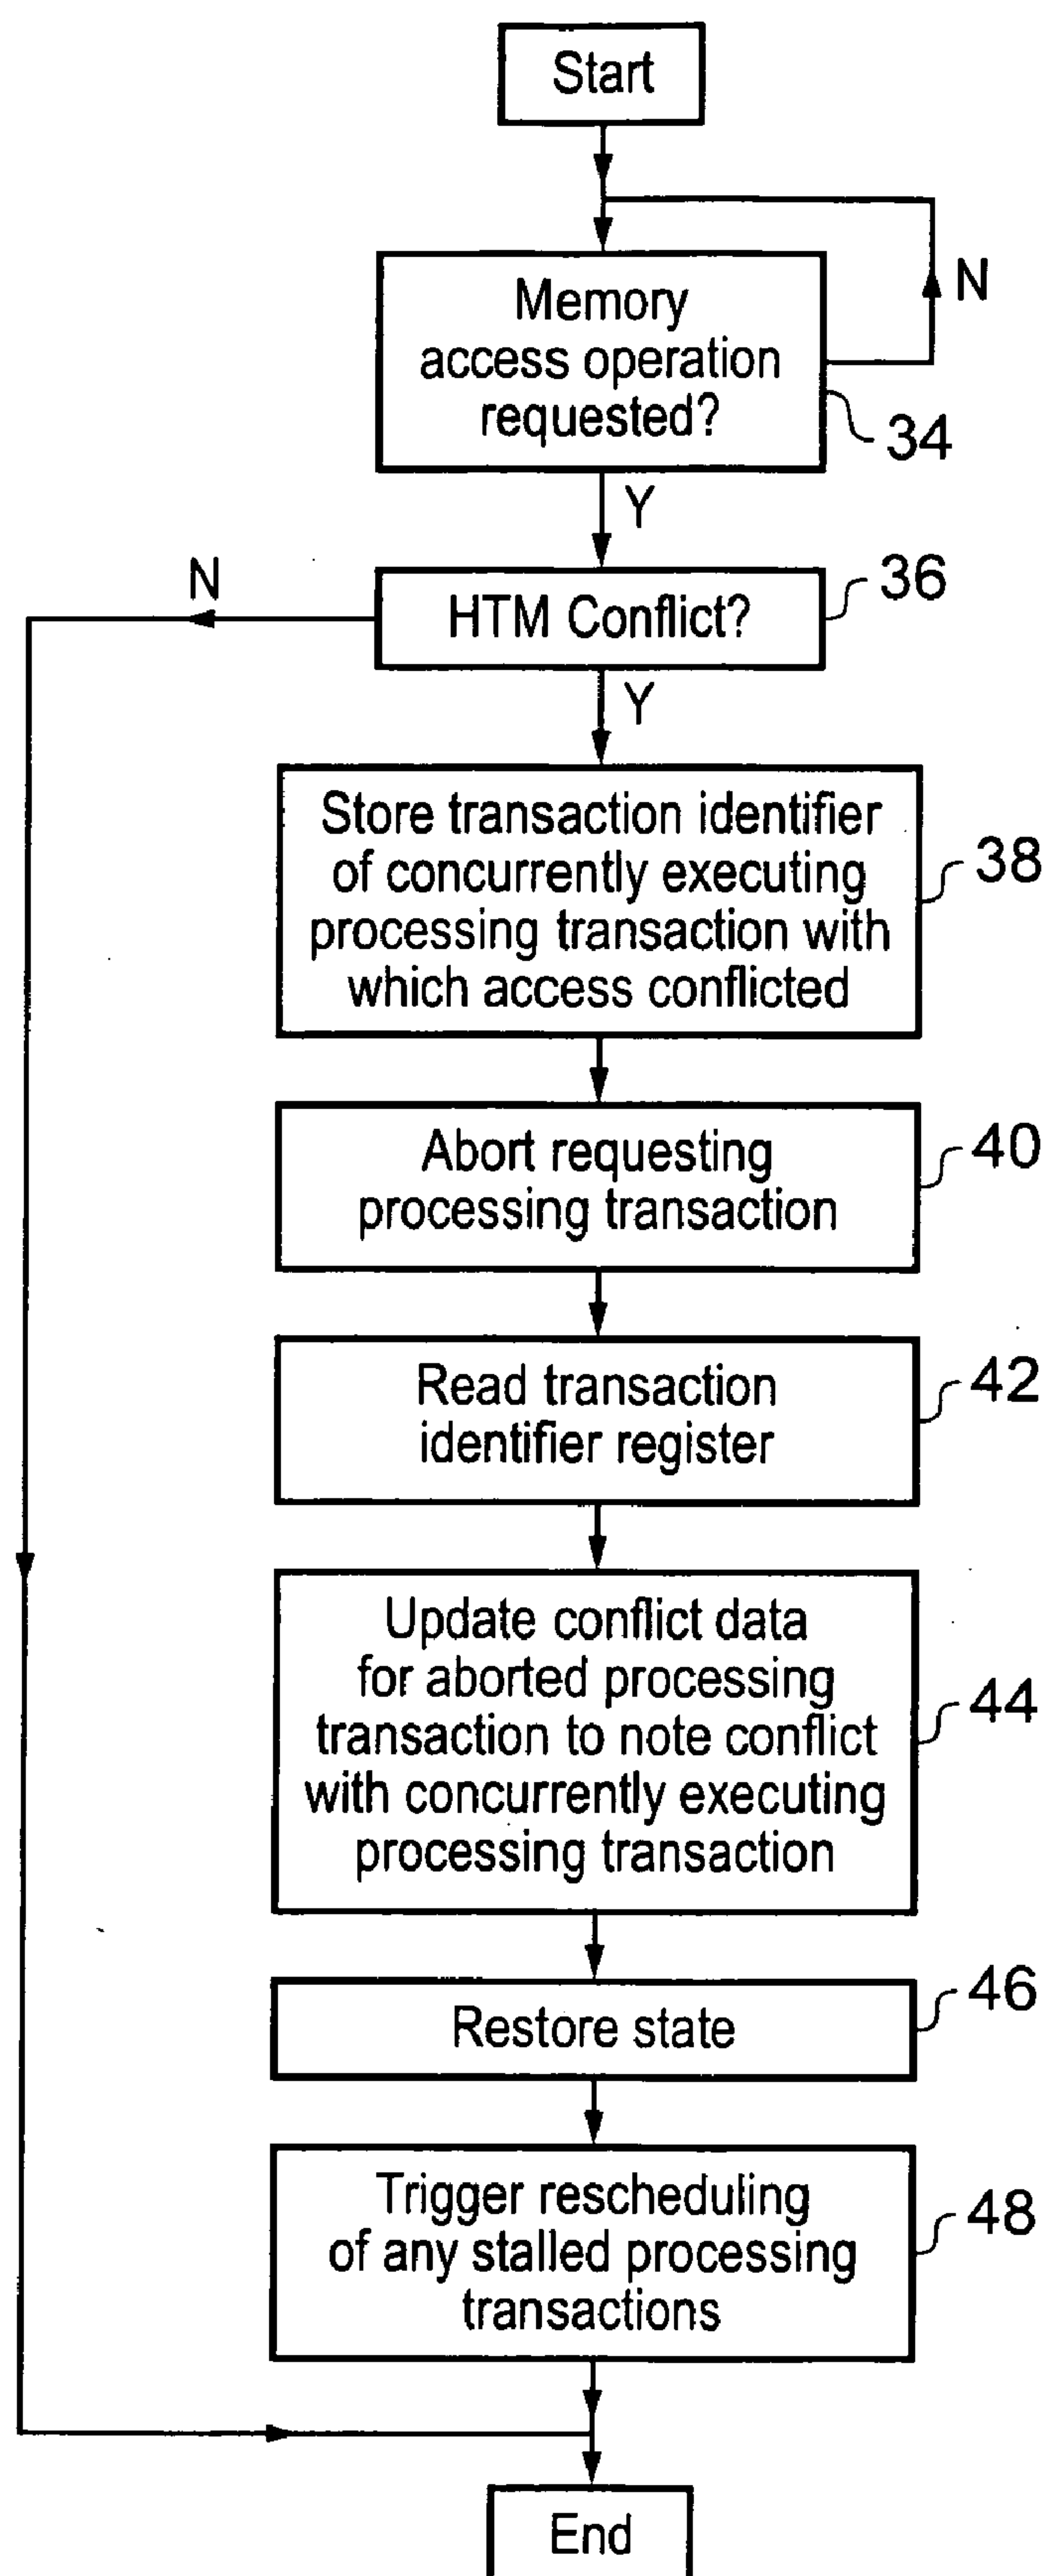 Start
Memory
access operation
requested?
N
34
Y
HTM Conflict?
36
N
Y
Store transaction identifier
of concurrently executing
processing transaction with
which access conflicted
38
Abort requesting
processing transaction
40
Read transaction
identifier register
42
Update conflict data
for aborted processing
transaction to note conflict
with concurrently executing
processing transaction
44
Restore state
46
Trigger rescheduling
of any stalled processing
transactions
48
End